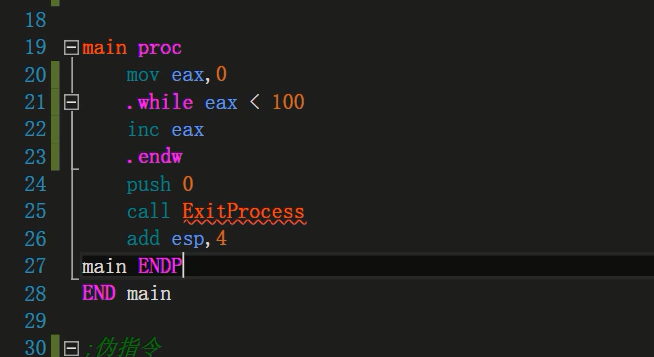 18
19 main proc
20 mov eax,0
21 .while eax < 100
22 inc eax
23 .endw
24 push 0
25 call ExitProcess
26 add esp,4
27 main ENDP
28 END main
29
30 ;伪指令